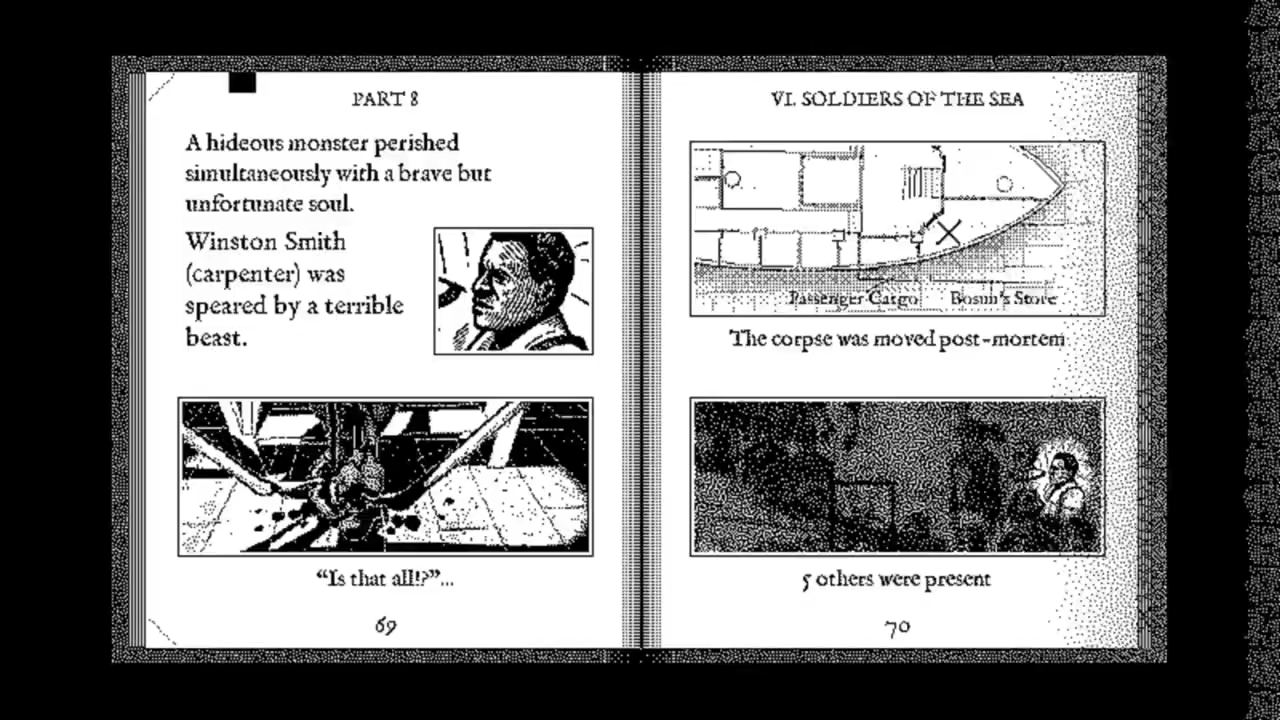 PART 8
A hideous monster perished
simultaneously with a brave but
unfortunate soul.
Winston Smith
(carpenter) was
speared by a terrible
beast.
"Is that all!?"...
69
VI. SOLDIERS OF THE SEA
Passenger Cargo
Bosun's Store
The corpse was moved post-mortem
5 others were present
70